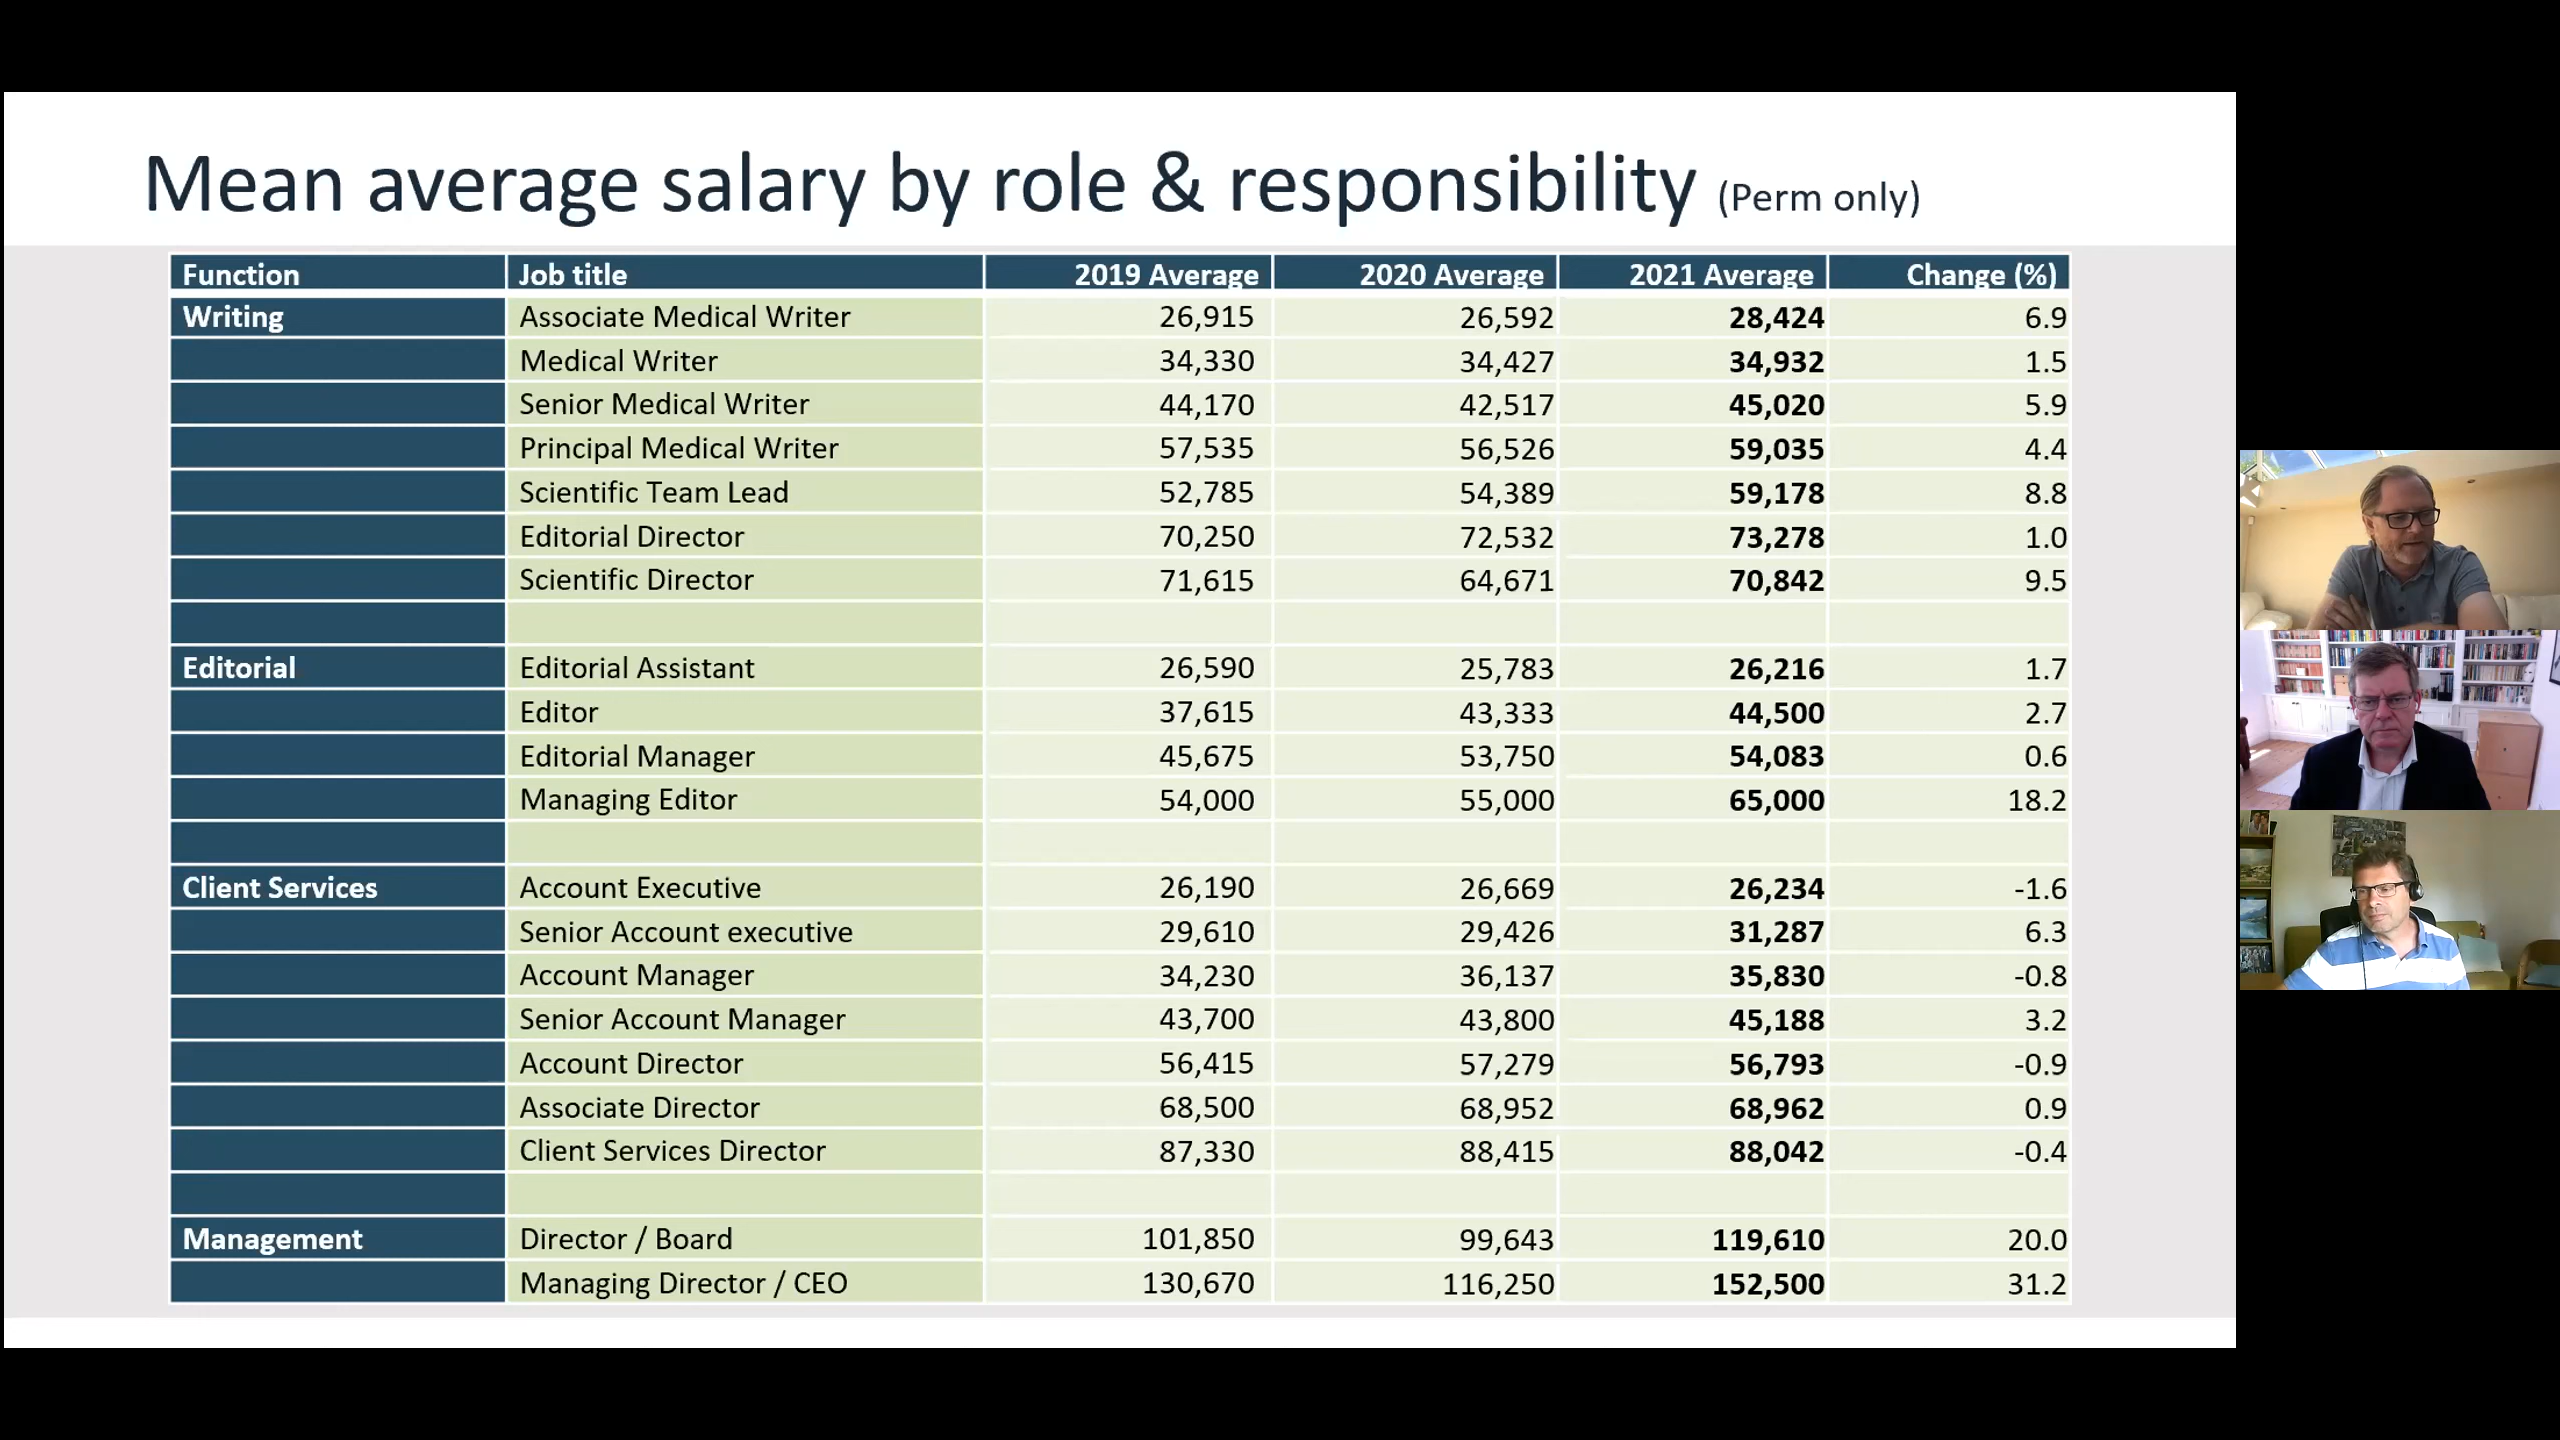 Mean average salary by role & responsibility (Perm only)
Function Job title 2019 Average 2020 Average 2021 Average Change (%)
Writing Associate Medical Writer 26,915 26,592 28,424 6.9
Medical Writer 34,330 34,427 34,932 1.5
Senior Medical Writer 44,170 42,517 45,020 5.9
Principal Medical Writer 57,535 56,526 59,035 4.4
Scientific Team Lead 52,785 54,389 59,178 8.8
Editorial Director 70,250 72,532 73,278 1.0
Scientific Director 71,615 64,671 70,842 9.5
Editorial Editorial Assistant 26,590 25,783 26,216 1.7
Editor 37,615 43,333 44,500 2.7
Editorial Manager 45,675 53,750 54,083 0.6
Managing Editor 54,000 55,000 65,000 18.2
Client Services Account Executive 26,190 26,669 26,234 -1.6
Senior Account executive 29,610 29,426 31,287 6.3
Account Manager 34,230 36,137 35,830 -0.8
Senior Account Manager 43,700 43,800 45,188 3.2
Account Director 56,415 57,279 56,793 -0.9
Associate Director 68,500 68,952 68,962 0.9
Client Services Director 87,330 88,415 88,042 -0.4
Management Director / Board 101,850 99,643 119,610 20.0
Managing Director / CEO 130,670 116,250 152,500 31.2